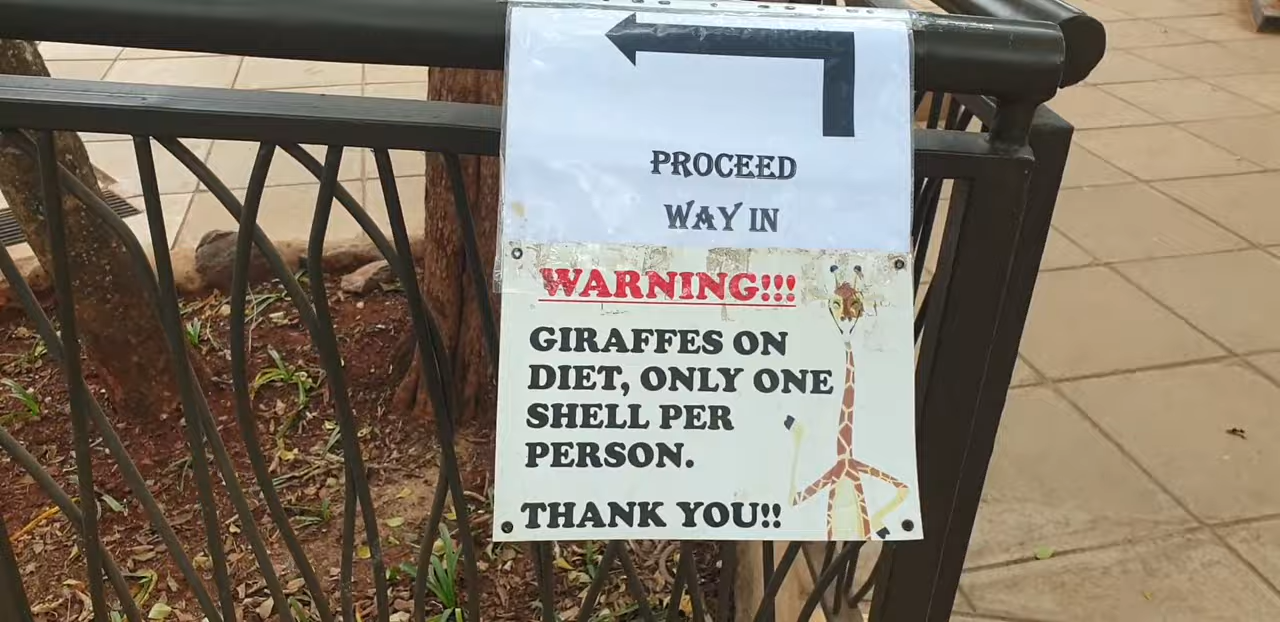 PROCEED
WAY IN
WARNING!!!
GIRAFFES ON
DIET, ONLY ONE
SHELL PER
PERSON.
THANK YOU!!